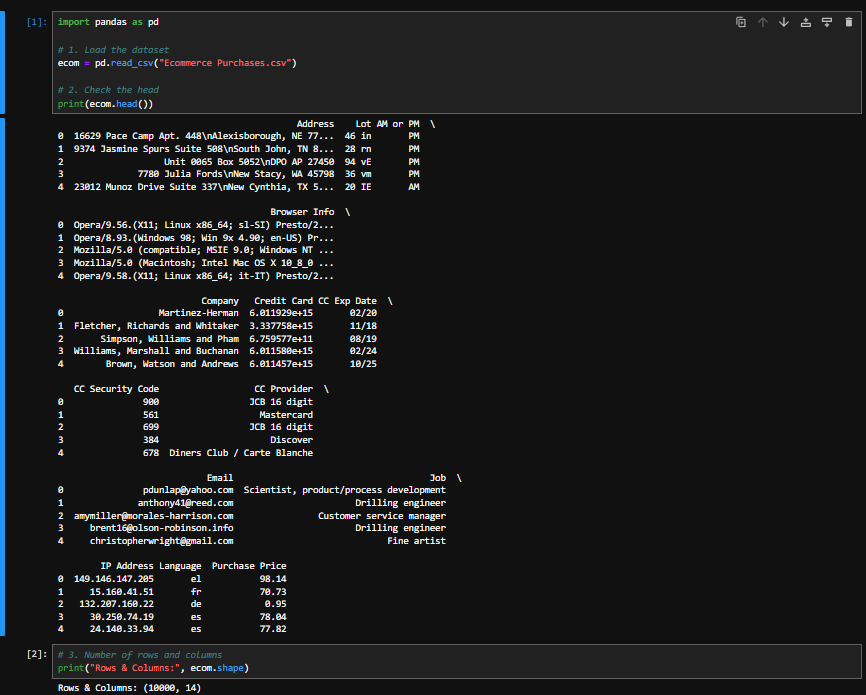 [1]: import pandas as pd
# 1. Load the dataset
ecom = pd.read_csv("Ecommerce Purchases.csv")
# 2. Check the head
print(ecom.head())
Address Lot AM or PM \
0 16629 Pace Camp Apt. 448\nAlexisborough, NE 77... 46 in PM
1 9374 Jasmine Spurs Suite 508\nSouth John, TN 8... 28 rn PM
2 Unit 0065 Box 5052\nDPO AP 27450 94 vE PM
3 7780 Julia Fords\nNew Stacy, WA 45798 36 vm PM
4 23012 Munoz Drive Suite 337\nNew Cynthia, TX 5... 20 IE AM
Browser Info \
0 Opera/9.56.(X11; Linux x86_64; sl-SI) Presto/2...
1 Opera/8.93.(Windows 98; Win 9x 4.90; en-US) Pr...
2 Mozilla/5.0 (compatible; MSIE 9.0; Windows NT ...
3 Mozilla/5.0 (Macintosh; Intel Mac OS X 10_8_0 ...
4 Opera/9.58.(X11; Linux x86_64; it-IT) Presto/2...
Company Credit Card CC Exp Date \
0 Martinez-Herman 6.011929e+15 02/20
1 Fletcher, Richards and Whitaker 3.337758e+15 11/18
2 Simpson, Williams and Pham 6.759577e+11 08/19
3 Williams, Marshall and Buchanan 6.011580e+15 02/24
4 Brown, Watson and Andrews 6.011457e+15 10/25
CC Security Code CC Provider \
0 900 JCB 16 digit
1 561 Mastercard
2 699 JCB 16 digit
3 384 Discover
4 678 Diners Club / Carte Blanche
Email Job \
0 pdunlap@yahoo.com Scientist, product/process development
1 anthony41@reed.com Drilling engineer
2 amymiller@morales-harrison.com Customer service manager
3 brent16@olson-robinson.info Drilling engineer
4 christopherwright@gmail.com Fine artist
IP Address Language Purchase Price
0 149.146.147.205 el 98.14
1 15.160.41.51 fr 70.73
2 132.207.160.22 de 0.95
3 30.250.74.19 es 78.04
4 24.140.33.94 es 77.82
[2]: # 3. Number of rows and columns
print("Rows & Columns:", ecom.shape)
Rows & Columns: (10000, 14)